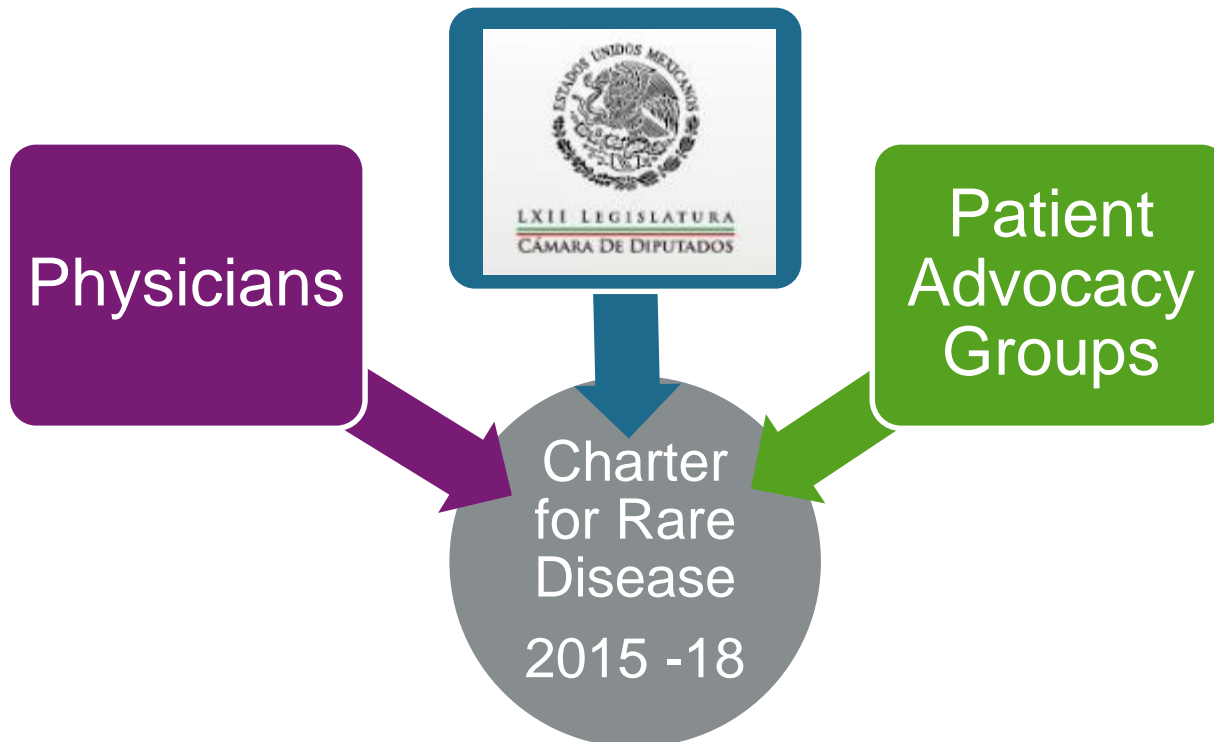 ESTADOS UNIDOS MEXICANOS
LXII LEGISLATURA
CÁMARA DE DIPUTADOS
Physicians
Patient
Advocacy
Groups
Charter
for Rare
Disease
2015 -18